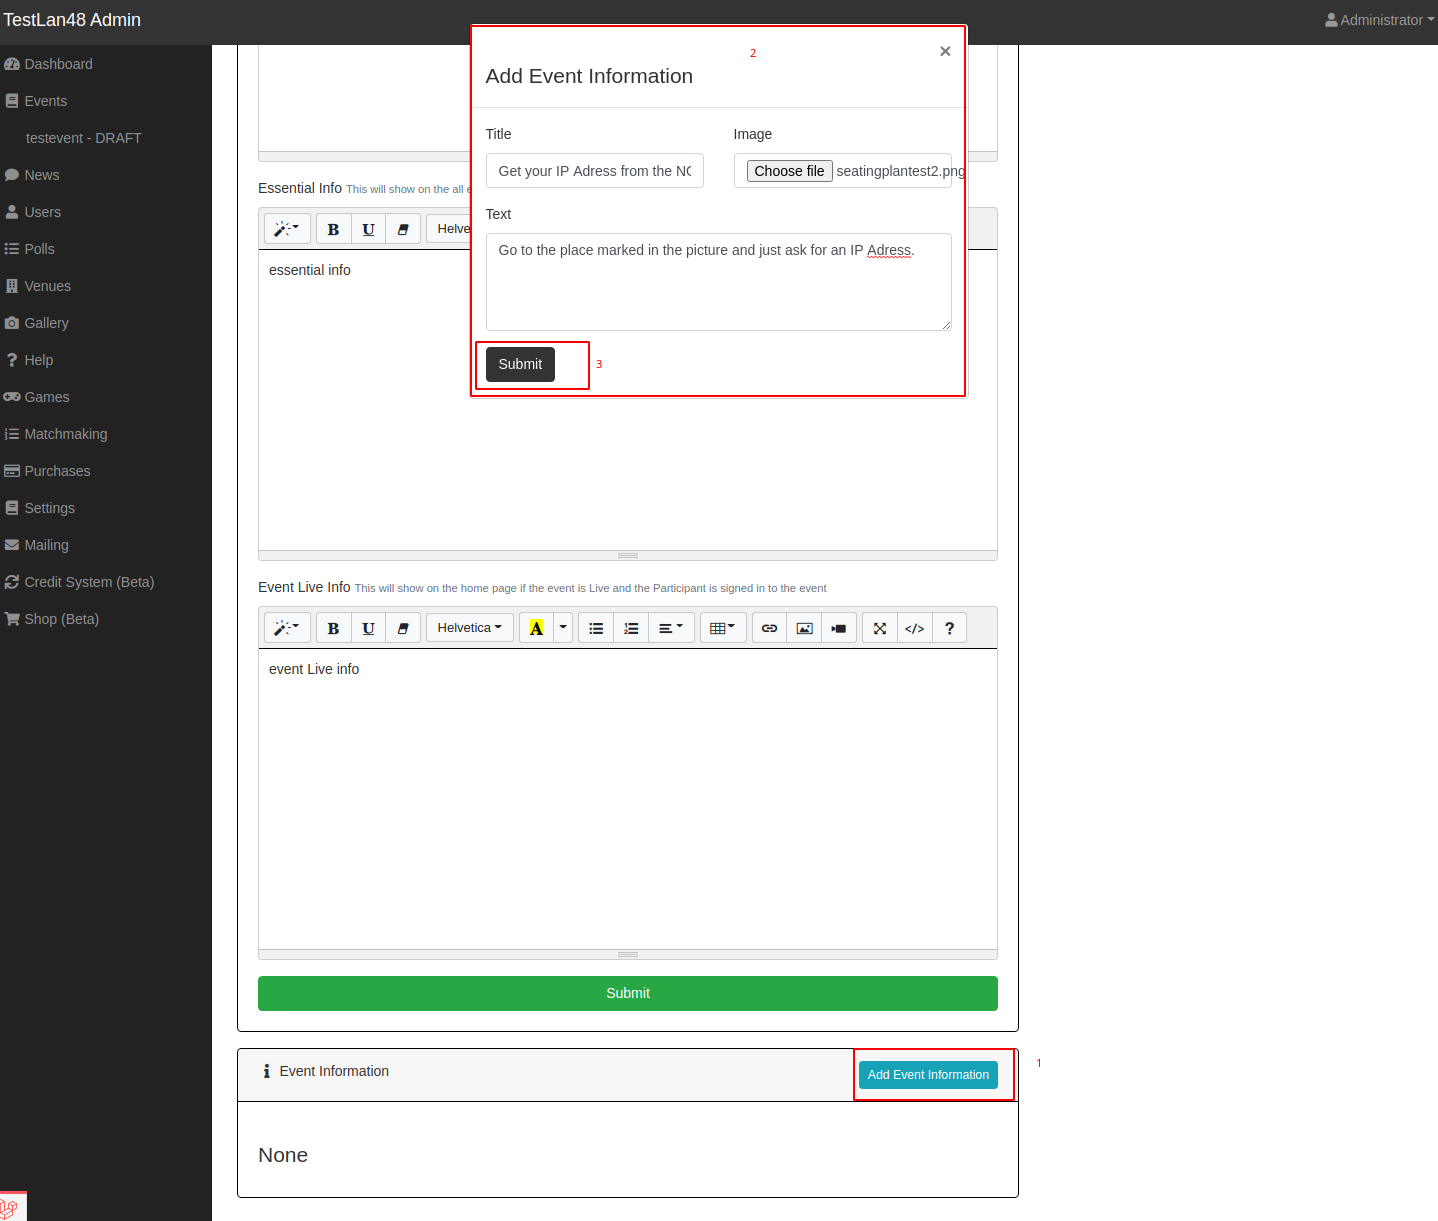 TestLan48 Admin
Administrator
Dashboard
Events
testevent - DRAFT
News
Users
Polls
Venues
Gallery
Help
Games
Matchmaking
Purchases
Settings
Mailing
Credit System (Beta)
Shop (Beta)
2
×
Add Event Information
Title
Image
Get your IP Adress from the NO
Choose file seatingplantest2.png
Text
Go to the place marked in the picture and just ask for an IP Adress.
Submit
3
Essential Info This will show on the all e
B U Helve
essential info
Event Live Info This will show on the home page if the event is Live and the Participant is signed in to the event
B U Helvetica A </> ?
event Live info
Submit
Event Information
Add Event Information
1
None